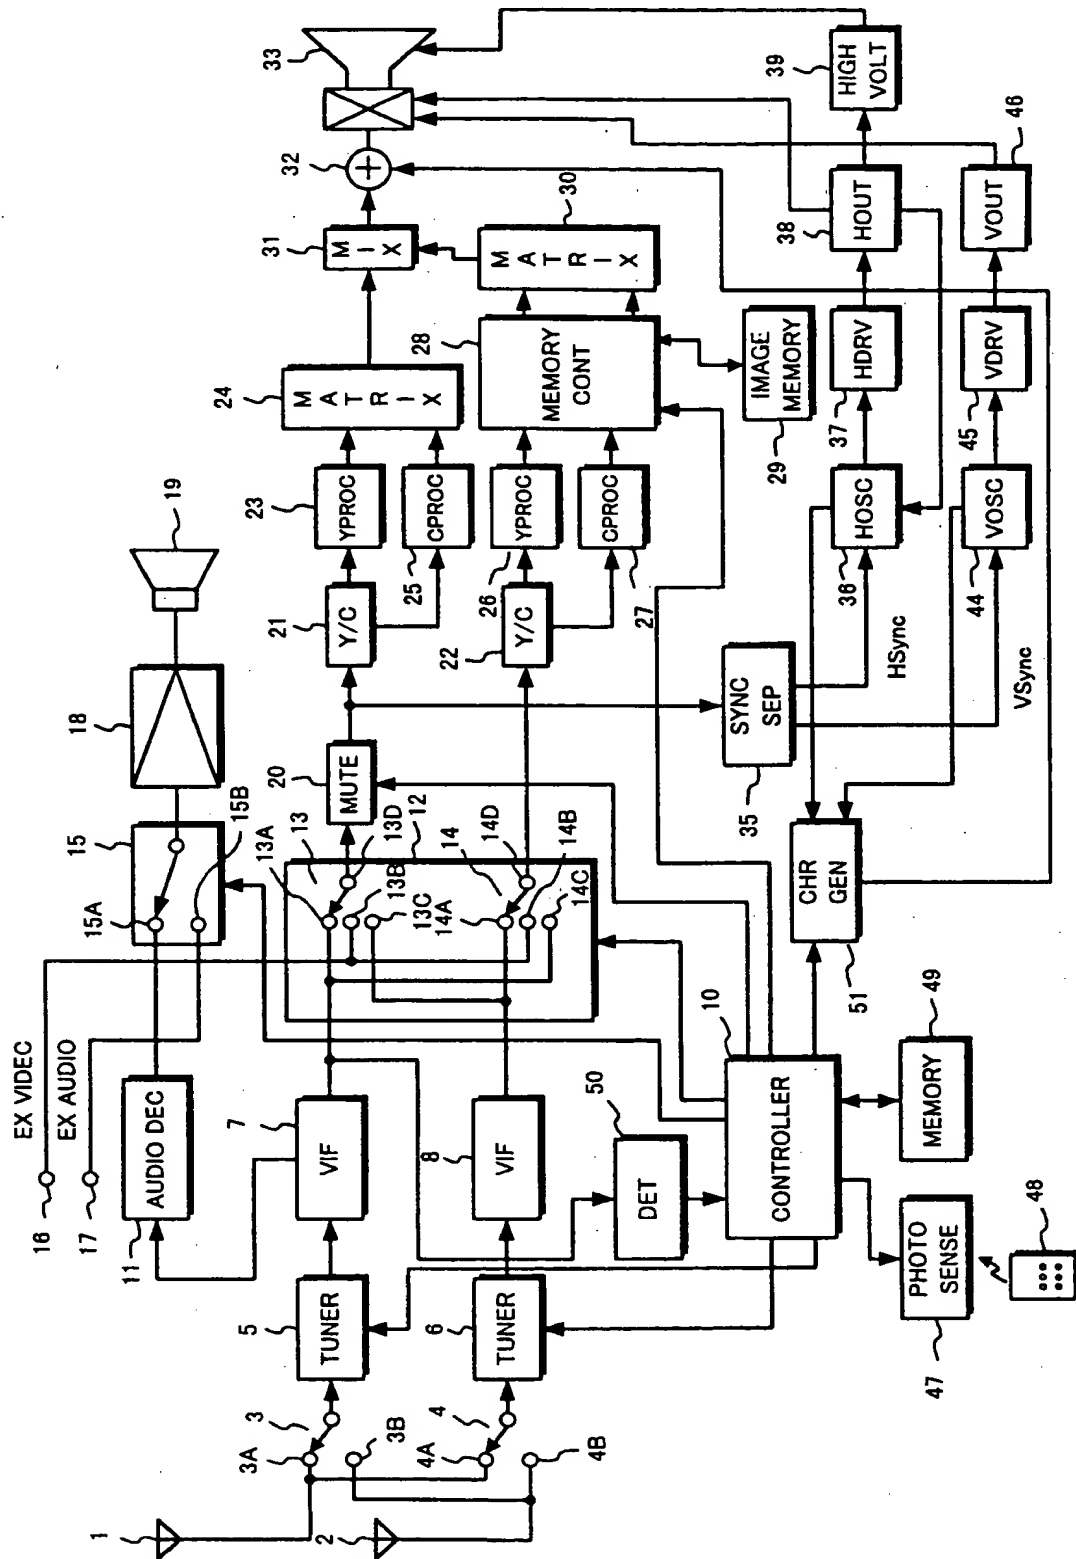 1
2
3A
3
3B
4A
4
4B
5
TUNER
6
TUNER
7
VIF
8
VIF
11
AUDIO DEC
16
EX VIDEC
17
EX AUDIO
15
15A
15B
18
19
13A
13
13D
12
13B
13C
14
14A
14D
14B
14C
20
MUTE
21
Y/C
22
Y/C
23
YPROC
25
CPROC
26
YPROC
27
CPROC
24
MATRIX
28
MEMORY
CONT
29
IMAGE
MEMORY
30
MATRIX
31
MIX
32
33
35
SYNC
SEP
HSync
VSync
36
HOSC
37
HDRV
38
HOUT
39
HIGH
VOLT
44
VOSC
45
VDRV
46
VOUT
50
DET
10
CONTROLLER
51
CHR
GEN
49
MEMORY
47
PHOTO
SENSE
48